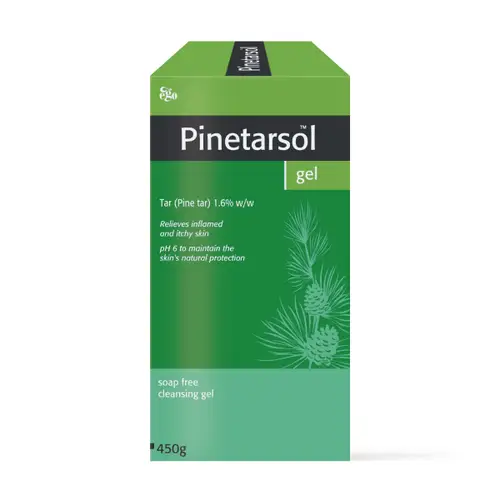 Pinetarsol
ego
Pinetarsol™
gel
Tar (Pine tar) 1.6% w/w
Relieves inflamed
and itchy skin
pH 6 to maintain the
skin's natural protection
soap free
cleansing gel
450g